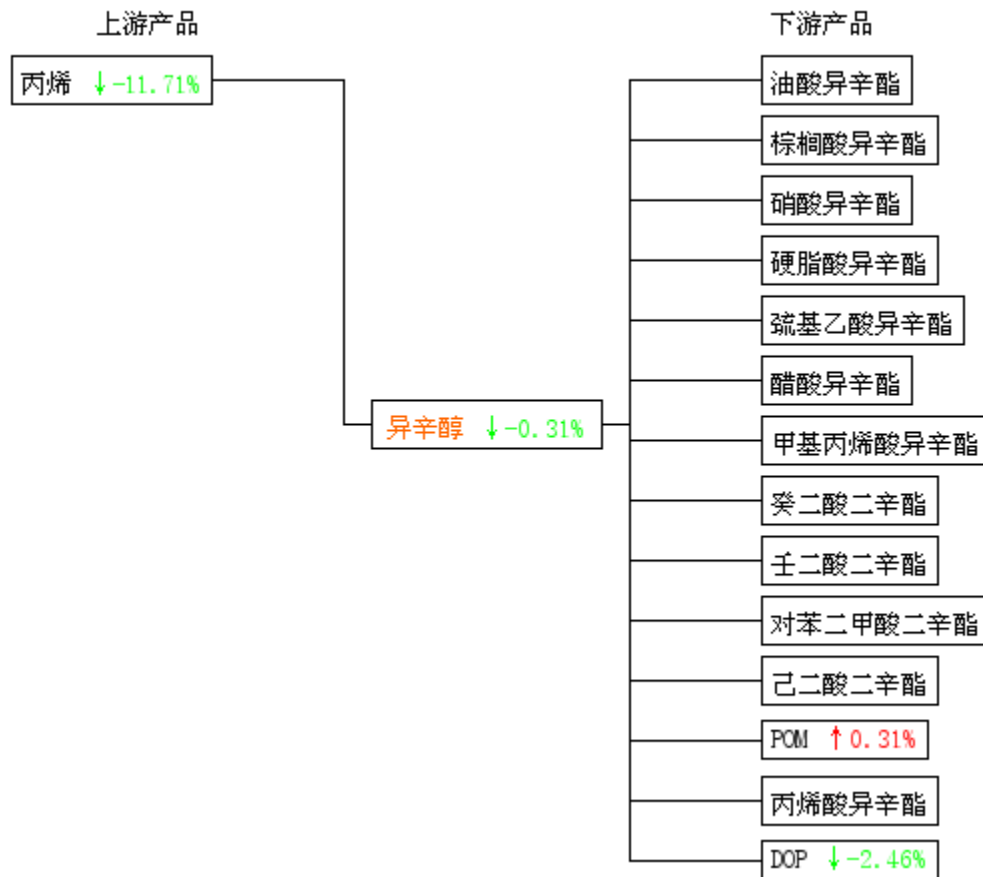 上游产品
下游产品
丙烯 ↓-11.71%
异辛醇 ↓-0.31%
油酸异辛酯
棕榈酸异辛酯
硝酸异辛酯
硬脂酸异辛酯
巯基乙酸异辛酯
醋酸异辛酯
甲基丙烯酸异辛酯
癸二酸二辛酯
壬二酸二辛酯
对苯二甲酸二辛酯
己二酸二辛酯
POM ↑0.31%
丙烯酸异辛酯
DOP ↓-2.46%